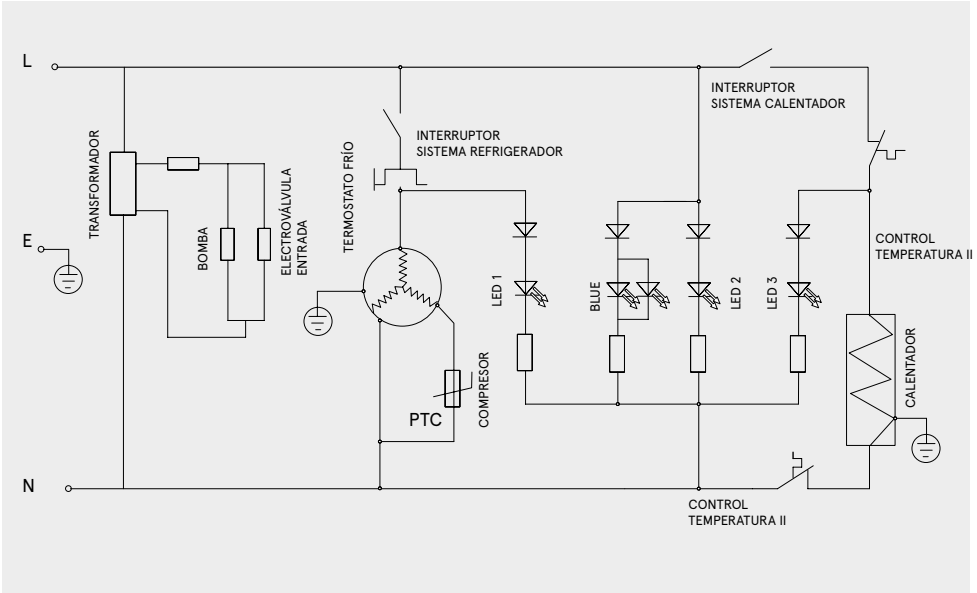 L
INTERRUPTOR
SISTEMA CALENTADOR
TRANSFORMADOR
INTERRUPTOR
SISTEMA REFRIGERADOR
TERMOSTATO FRÍO
E
BOMBA
ELECTROVÁLVULA
ENTRADA
CONTROL
TEMPERATURA II
LED 1
BLUE
LED 2
LED 3
COMPRESOR
PTC
CALENTADOR
N
CONTROL
TEMPERATURA II